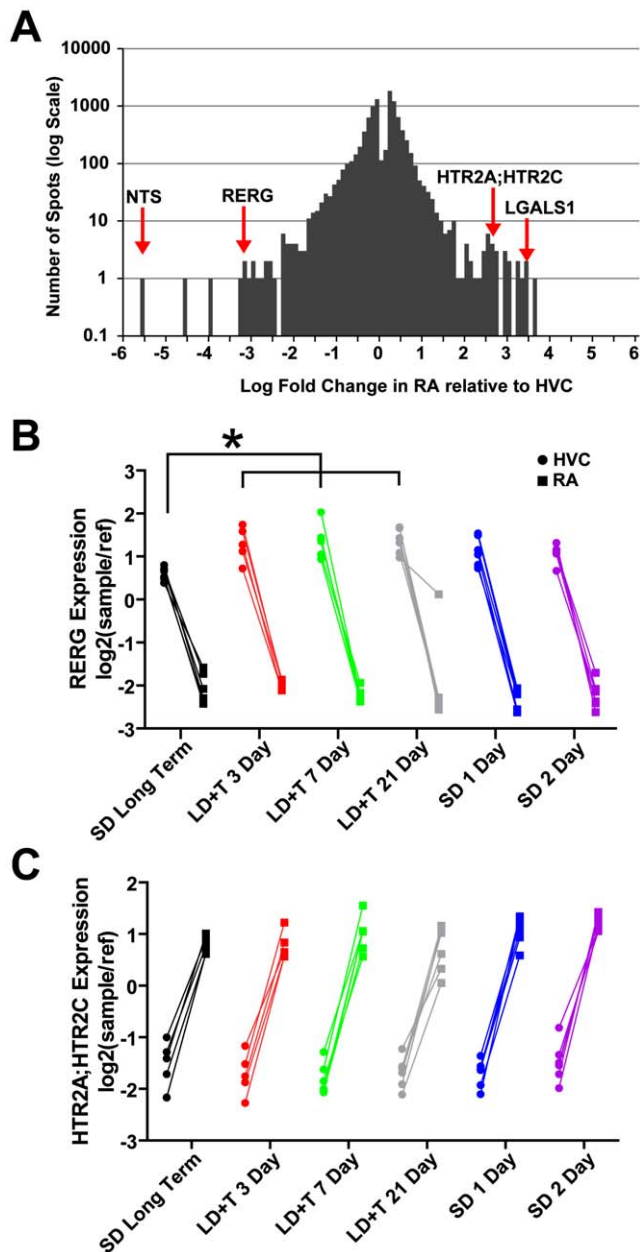 A
Number of Spots (log Scale)
10000
1000
100
10
1
0.1
NTS
RERG
HTR2A;HTR2C
LGALS1
-6 -5 -4 -3 -2 -1 0 1 2 3 4 5 6
Log Fold Change in RA relative to HVC
B
*
HVC
RA
RERG Expression
log2(sample/ref)
3
2
1
0
-1
-2
-3
SD Long Term
LD+T 3 Day
LD+T 7 Day
LD+T 21 Day
SD 1 Day
SD 2 Day
C
HTR2A;HTR2C Expression
log2(sample/ref)
2
1
0
-1
-2
-3
SD Long Term
LD+T 3 Day
LD+T 7 Day
LD+T 21 Day
SD 1 Day
SD 2 Day